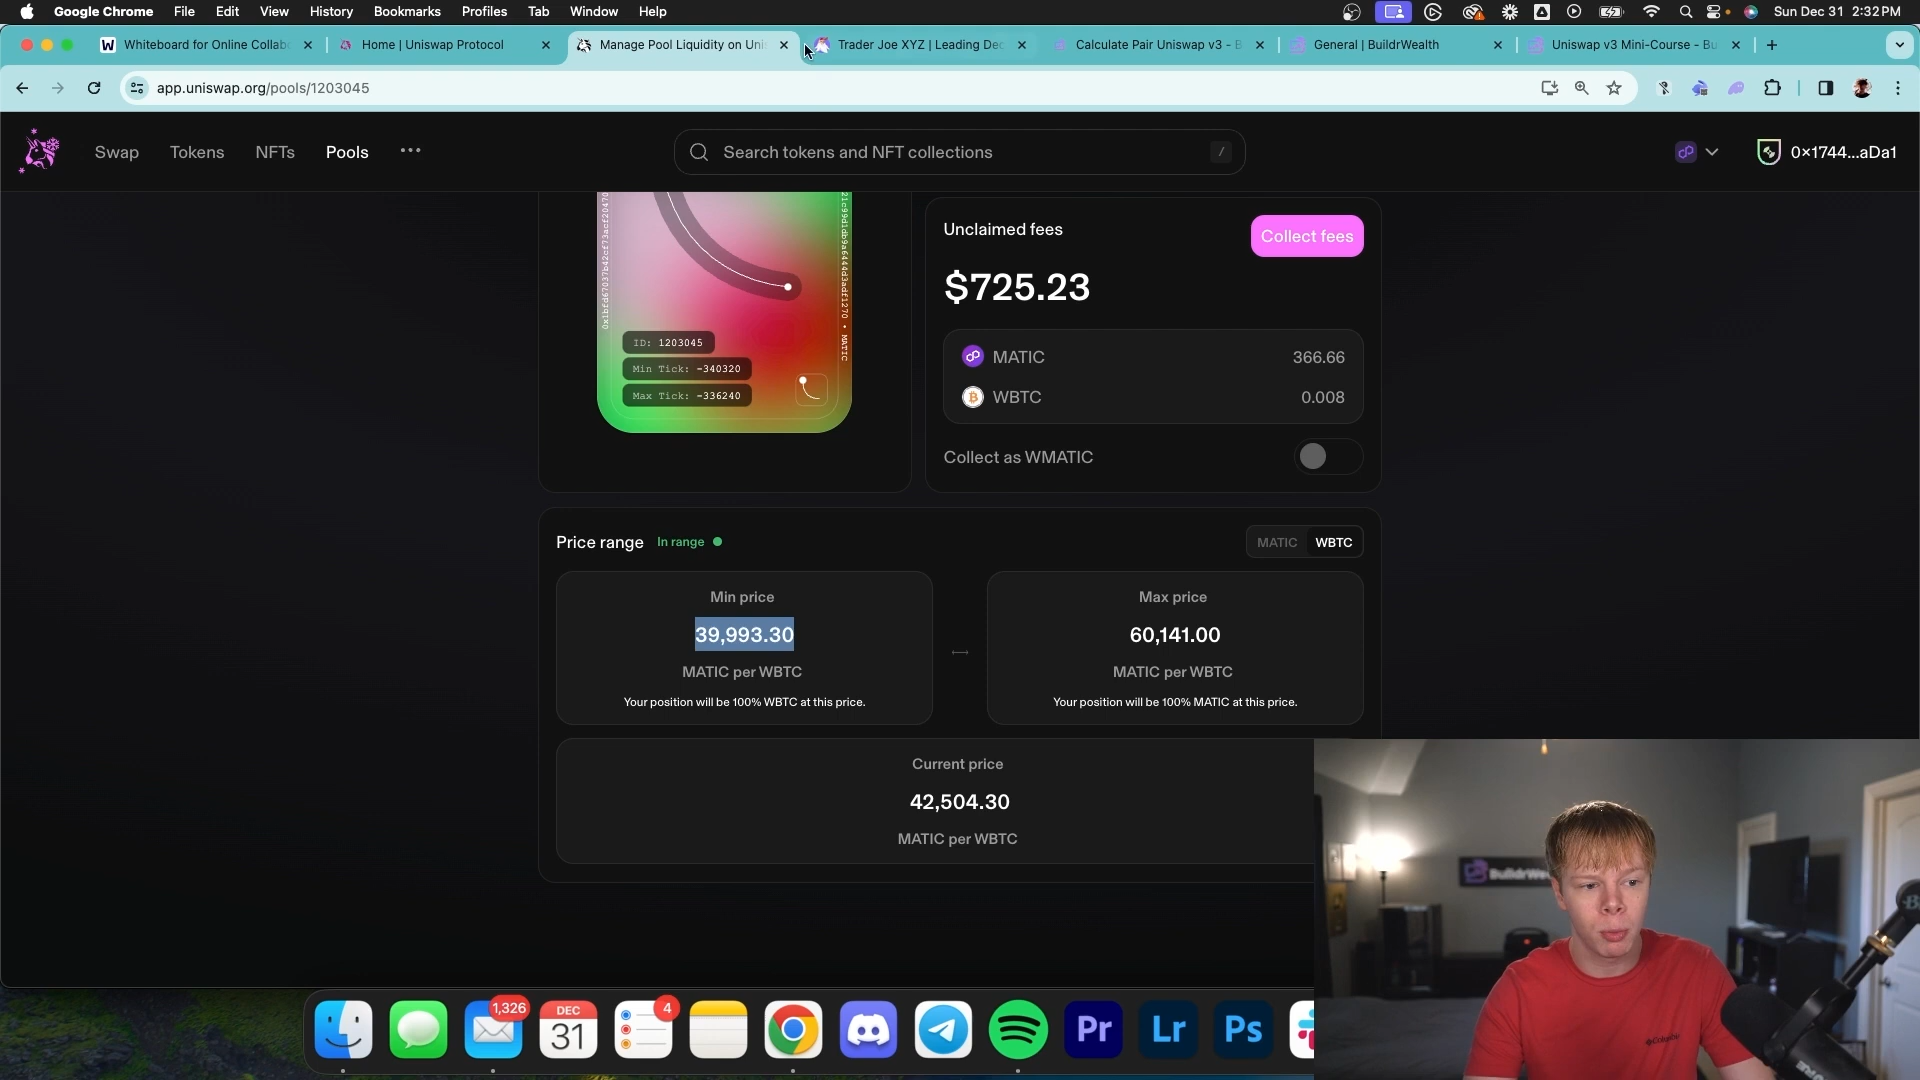 Google Chrome File Edit View History Bookmarks Profiles Tab Window Help Sun Dec 31 2:32 PM
Whiteboard for Online Collabo Home | Uniswap Protocol Manage Pool Liquidity on Unis Trader Joe XYZ | Leading Dec Calculate Pair Uniswap v3 - B General | BuildrWealth Uniswap v3 Mini-Course - Bu
app.uniswap.org/pools/1203045
Swap Tokens NFTs Pools ... Search tokens and NFT collections / 0x1744...aDa1
Unclaimed fees
Collect fees
$725.23
ID: 1203045
Min Tick: -340320
Max Tick: -336240
MATIC 366.66
WBTC 0.008
Collect as WMATIC
Price range In range MATIC WBTC
Min price
39,993.30
MATIC per WBTC
Your position will be 100% WBTC at this price.
Max price
60,141.00
MATIC per WBTC
Your position will be 100% MATIC at this price.
Current price
42,504.30
MATIC per WBTC
1,326
DEC
31
4
Pr
Lr
Ps
Columbia